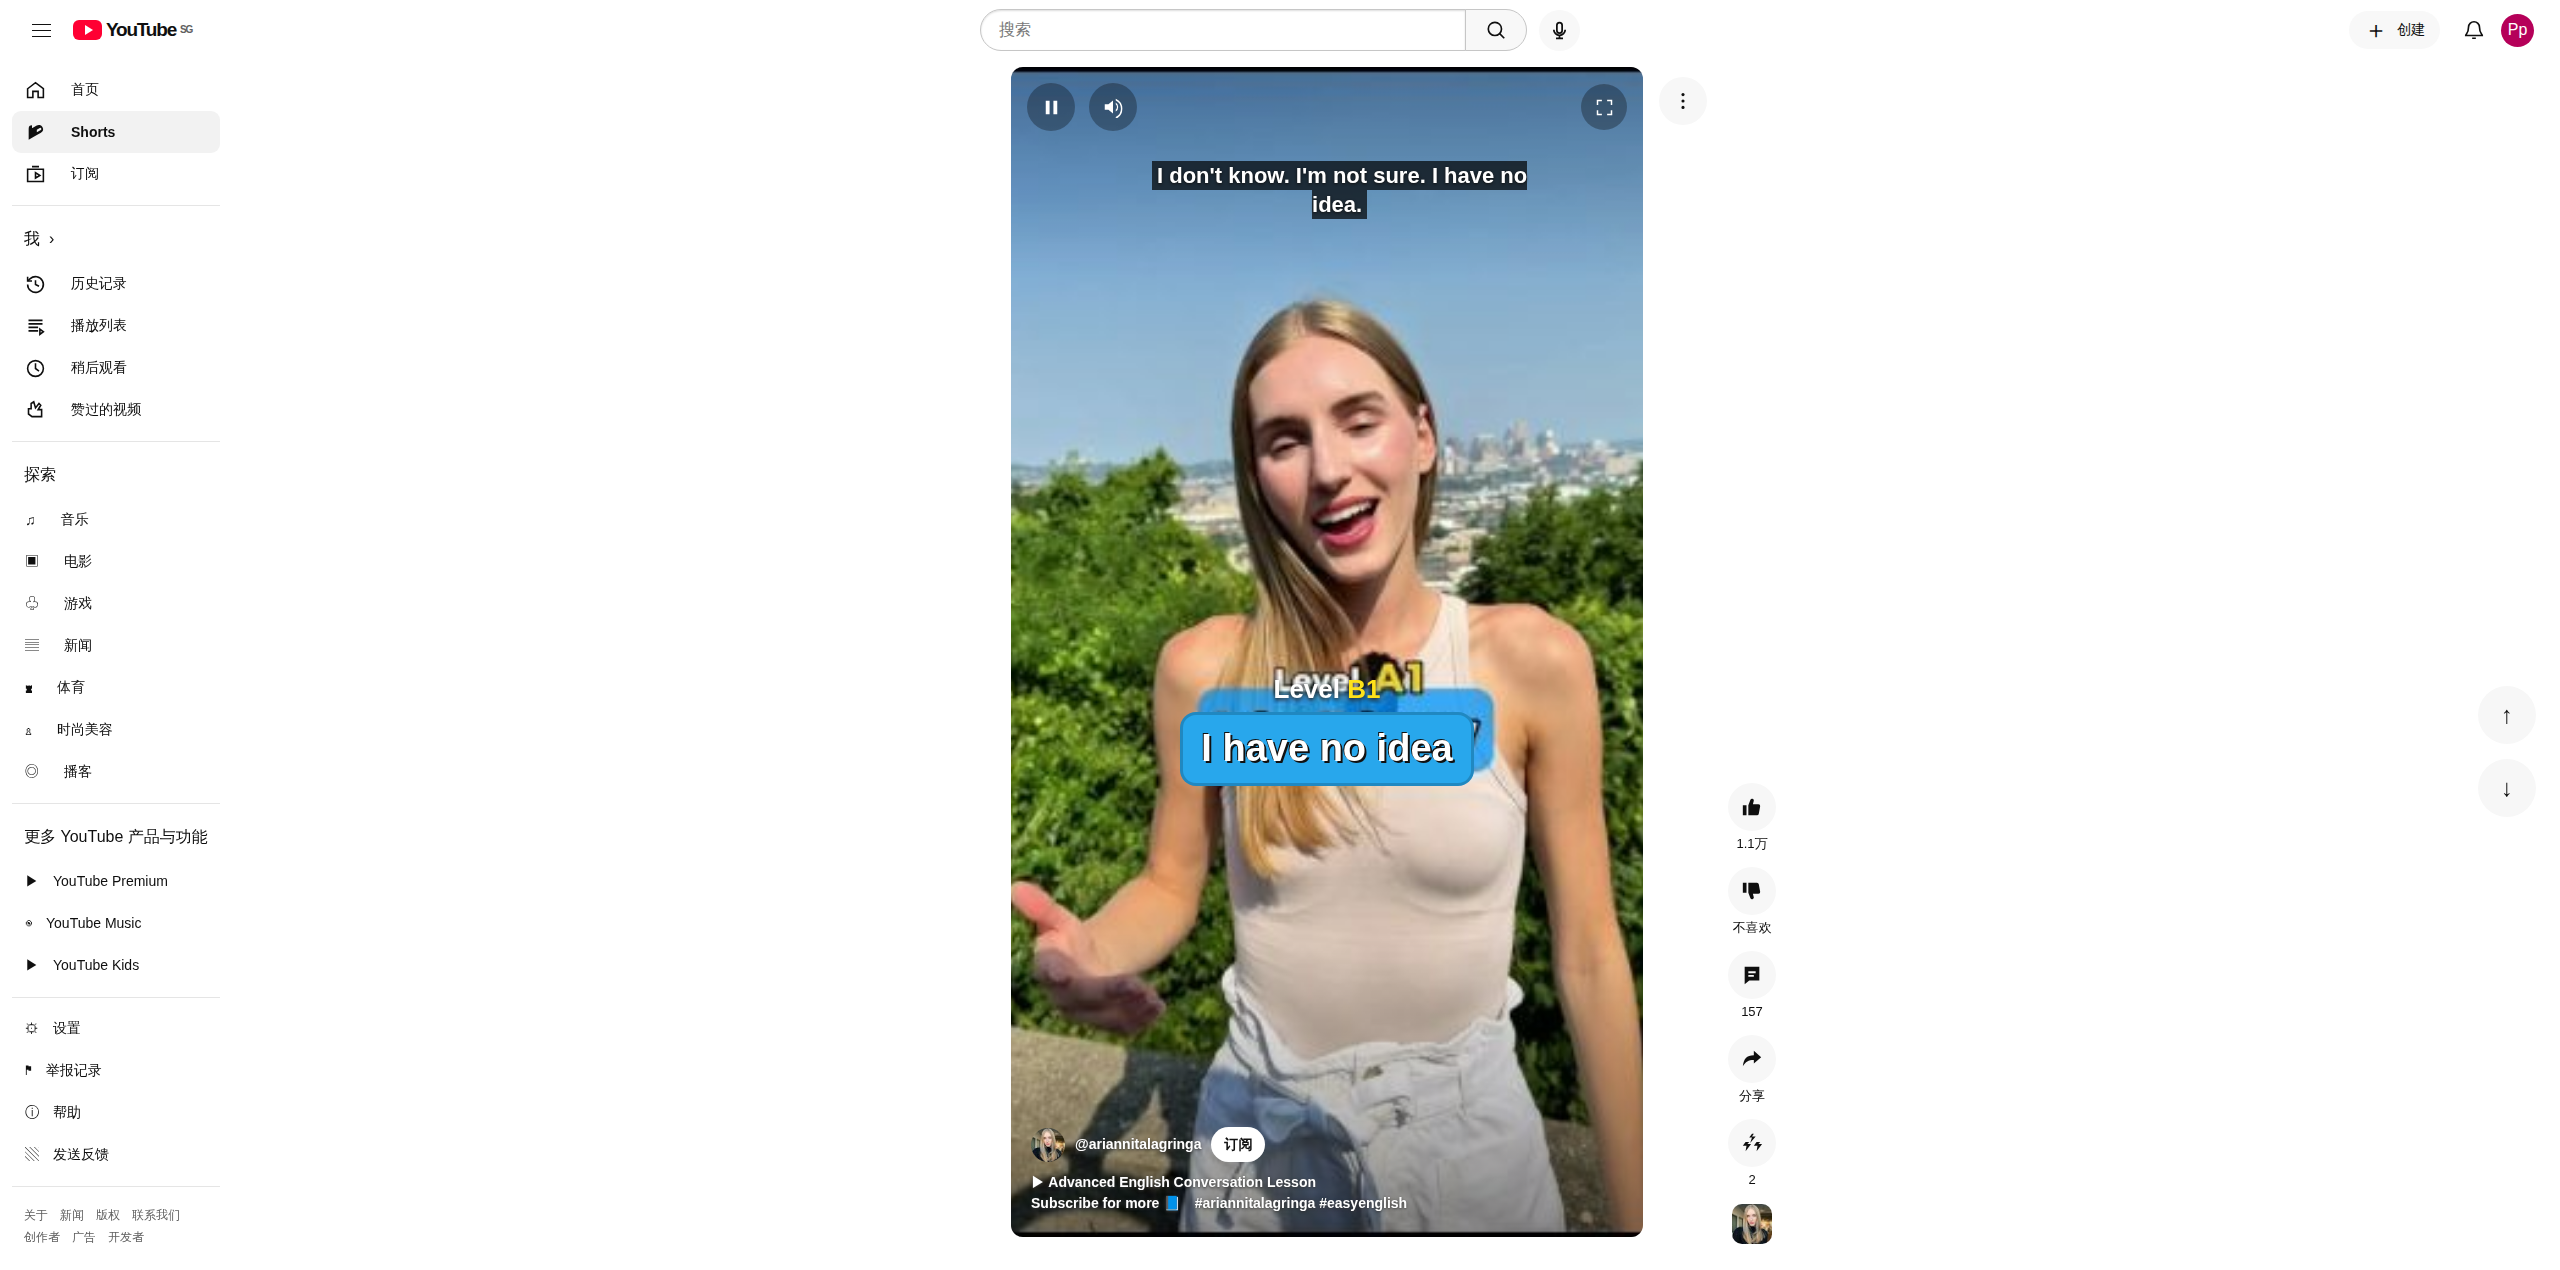 YouTube SG
搜索
创建
Pp
首页
Shorts
订阅
我 ›
历史记录
播放列表
稍后观看
赞过的视频
探索
音乐
电影
游戏
新闻
体育
时尚美容
播客
更多 YouTube 产品与功能
YouTube Premium
YouTube Music
YouTube Kids
设置
举报记录
帮助
发送反馈
关于 新闻 版权 联系我们
创作者 广告 开发者
I don't know. I'm not sure. I have no
idea.
Level A1
Level B1
I have no idea
@ariannitalagringa 订阅
▶ Advanced English Conversation Lesson
Subscribe for more 📘 #ariannitalagringa #easyenglish
1.1万
不喜欢
157
分享
2